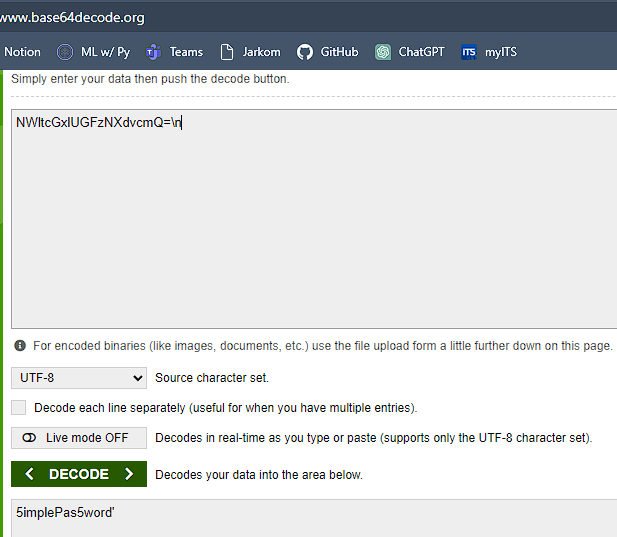 www.base64decode.org
Notion ML w/ Py Teams Jarkom GitHub ChatGPT ITS myITS
Simply enter your data then push the decode button.
NWltcGxlUGFzNXdvcmQ=\n
For encoded binaries (like images, documents, etc.) use the file upload form a little further down on this page.
UTF-8 Source character set.
Decode each line separately (useful for when you have multiple entries).
Live mode OFF Decodes in real-time as you type or paste (supports only the UTF-8 character set).
< DECODE > Decodes your data into the area below.
5implePas5word'